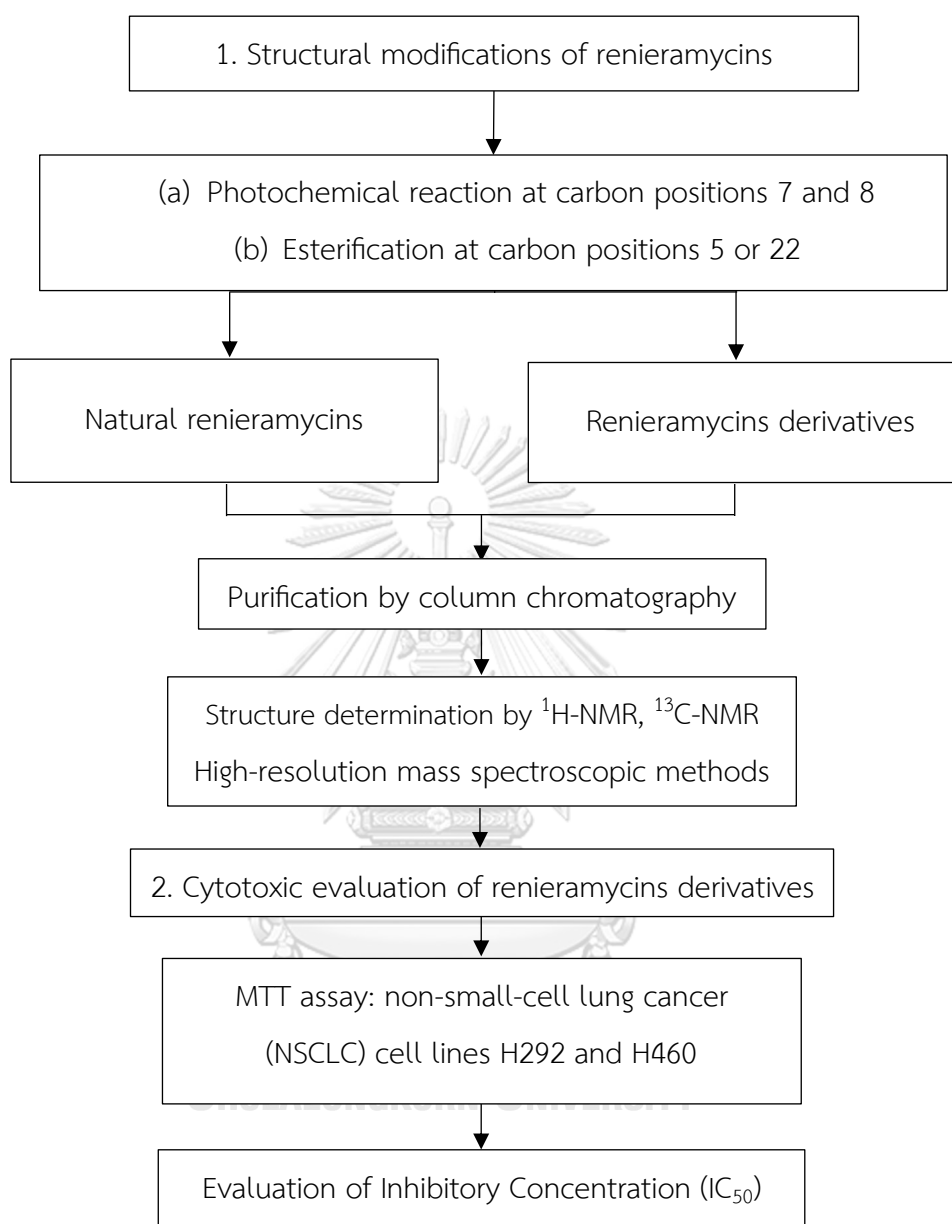 1. Structural modifications of renieramycins
(a) Photochemical reaction at carbon positions 7 and 8
(b) Esterification at carbon positions 5 or 22
Natural renieramycins
Renieramycins derivatives
Purification by column chromatography
Structure determination by ¹H-NMR, ¹³C-NMR
High-resolution mass spectroscopic methods
2. Cytotoxic evaluation of renieramycins derivatives
MTT assay: non-small-cell lung cancer
(NSCLC) cell lines H292 and H460
Evaluation of Inhibitory Concentration (IC₅₀)